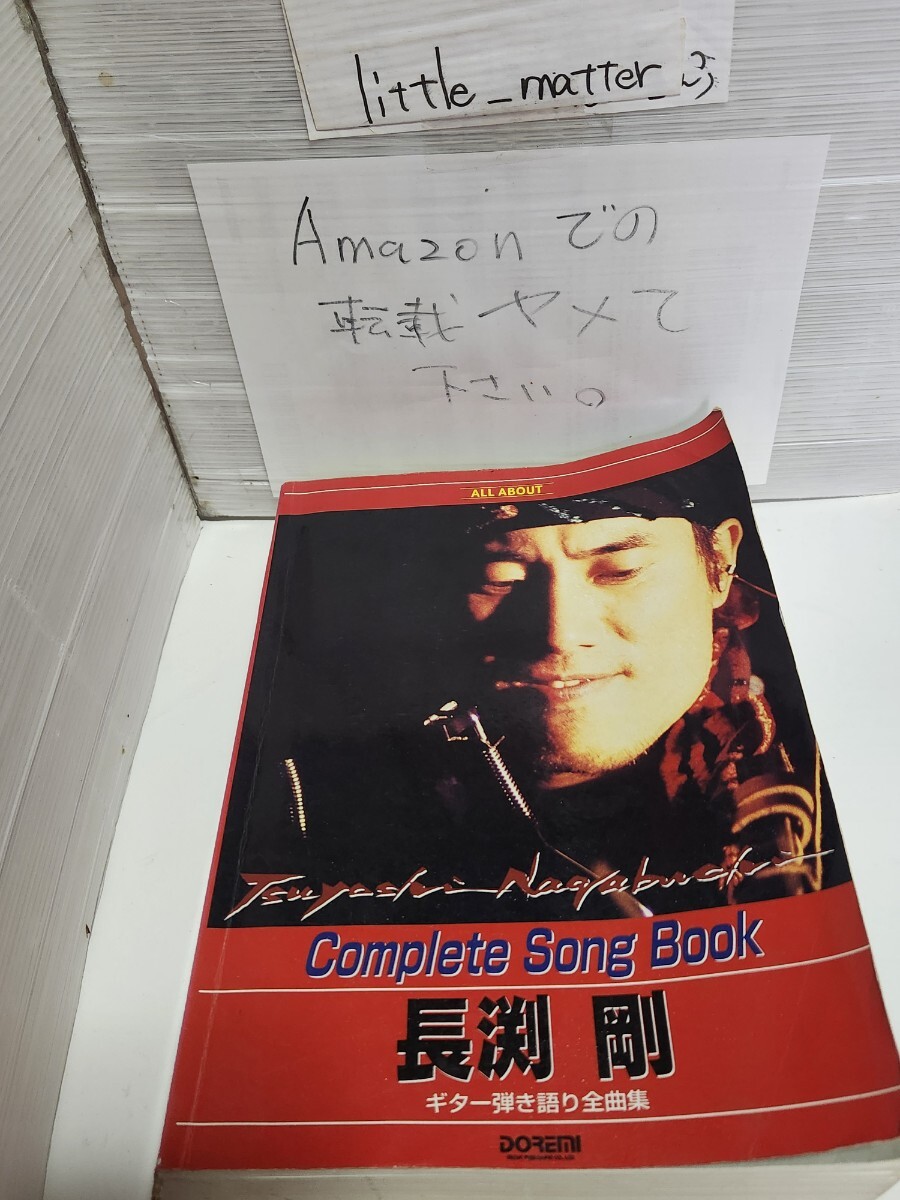 little_matter
Amazonでの
転載ヤメて
下さい。
ALL ABOUT
Tsuyoshi Nagabuchi
Complete Song Book
長渕 剛
ギター弾き語り全曲集
DOREMI